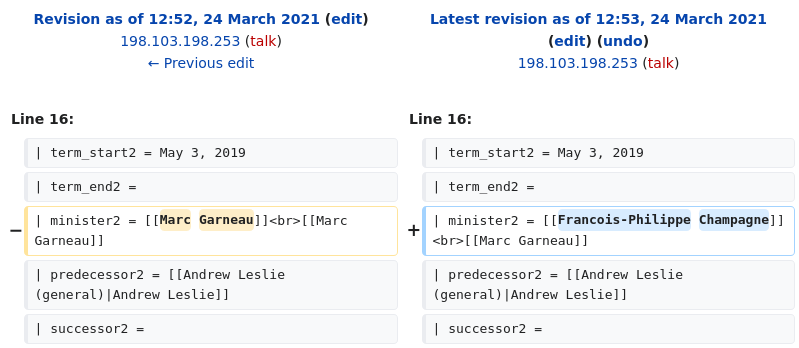 Revision as of 12:52, 24 March 2021 (edit)
198.103.198.253 (talk)
← Previous edit
Latest revision as of 12:53, 24 March 2021
(edit) (undo)
198.103.198.253 (talk)
Line 16:
Line 16:
| term_start2 = May 3, 2019
| term_start2 = May 3, 2019
| term_end2 =
| term_end2 =
− | minister2 = [[Marc Garneau]]<br>[[Marc
Garneau]]
+ | minister2 = [[Francois-Philippe Champagne]]
<br>[[Marc Garneau]]
| predecessor2 = [[Andrew Leslie
(general)|Andrew Leslie]]
| predecessor2 = [[Andrew Leslie
(general)|Andrew Leslie]]
| successor2 =
| successor2 =